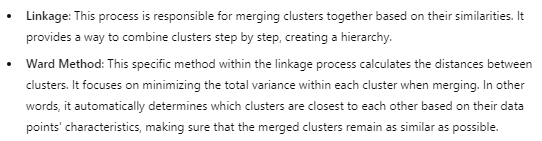 • Linkage: This process is responsible for merging clusters together based on their similarities. It
provides a way to combine clusters step by step, creating a hierarchy.
• Ward Method: This specific method within the linkage process calculates the distances between
clusters. It focuses on minimizing the total variance within each cluster when merging. In other
words, it automatically determines which clusters are closest to each other based on their data
points' characteristics, making sure that the merged clusters remain as similar as possible.